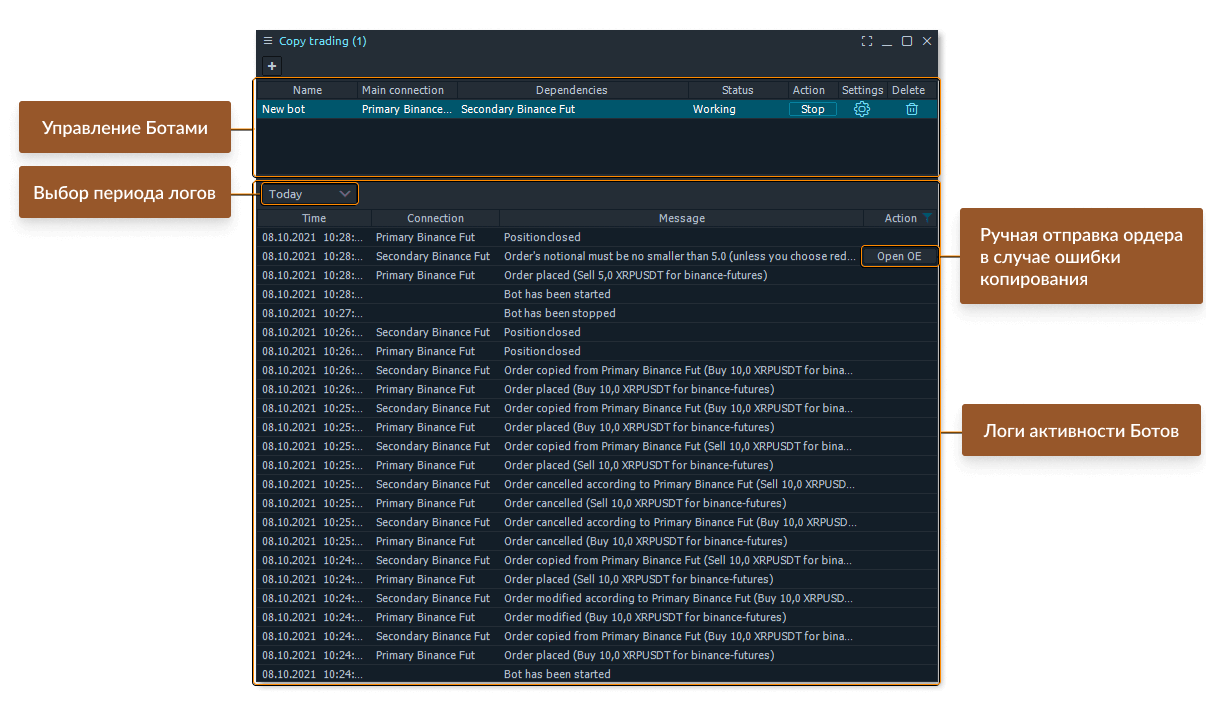 Copy trading (1)
+
Name Main connection Dependencies Status Action Settings Delete
New bot Primary Binance... Secondary Binance Fut Working Stop
Управление Ботами
Выбор периода логов
Today
Time Connection Message Action
08.10.2021 10:28:... Primary Binance Fut Position closed
08.10.2021 10:28:... Secondary Binance Fut Order's notional must be no smaller than 5.0 (unless you choose red... Open OE
08.10.2021 10:28:... Primary Binance Fut Order placed (Sell 5,0 XRPUSDT for binance-futures)
08.10.2021 10:28:... Bot has been started
08.10.2021 10:27:... Bot has been stopped
08.10.2021 10:26:... Secondary Binance Fut Position closed
08.10.2021 10:26:... Primary Binance Fut Position closed
08.10.2021 10:26:... Secondary Binance Fut Order copied from Primary Binance Fut (Buy 10,0 XRPUSDT for bina...
08.10.2021 10:26:... Primary Binance Fut Order placed (Buy 10,0 XRPUSDT for binance-futures)
08.10.2021 10:25:... Secondary Binance Fut Order copied from Primary Binance Fut (Buy 10,0 XRPUSDT for bina...
08.10.2021 10:25:... Primary Binance Fut Order placed (Buy 10,0 XRPUSDT for binance-futures)
08.10.2021 10:25:... Secondary Binance Fut Order copied from Primary Binance Fut (Sell 10,0 XRPUSDT for bina...
08.10.2021 10:25:... Primary Binance Fut Order placed (Sell 10,0 XRPUSDT for binance-futures)
08.10.2021 10:25:... Secondary Binance Fut Order cancelled according to Primary Binance Fut (Sell 10,0 XRPUSD...
08.10.2021 10:25:... Primary Binance Fut Order cancelled (Sell 10,0 XRPUSDT for binance-futures)
08.10.2021 10:25:... Secondary Binance Fut Order cancelled according to Primary Binance Fut (Buy 10,0 XRPUSD...
08.10.2021 10:25:... Primary Binance Fut Order cancelled (Buy 10,0 XRPUSDT for binance-futures)
08.10.2021 10:24:... Secondary Binance Fut Order copied from Primary Binance Fut (Sell 10,0 XRPUSDT for bina...
08.10.2021 10:24:... Primary Binance Fut Order placed (Sell 10,0 XRPUSDT for binance-futures)
08.10.2021 10:24:... Secondary Binance Fut Order modified according to Primary Binance Fut (Buy 10,0 XRPUSD...
08.10.2021 10:24:... Primary Binance Fut Order modified (Buy 10,0 XRPUSDT for binance-futures)
08.10.2021 10:24:... Secondary Binance Fut Order copied from Primary Binance Fut (Buy 10,0 XRPUSDT for bina...
08.10.2021 10:24:... Primary Binance Fut Order placed (Buy 10,0 XRPUSDT for binance-futures)
08.10.2021 10:24:... Bot has been started
Ручная отправка ордера
в случае ошибки
копирования
Логи активности Ботов